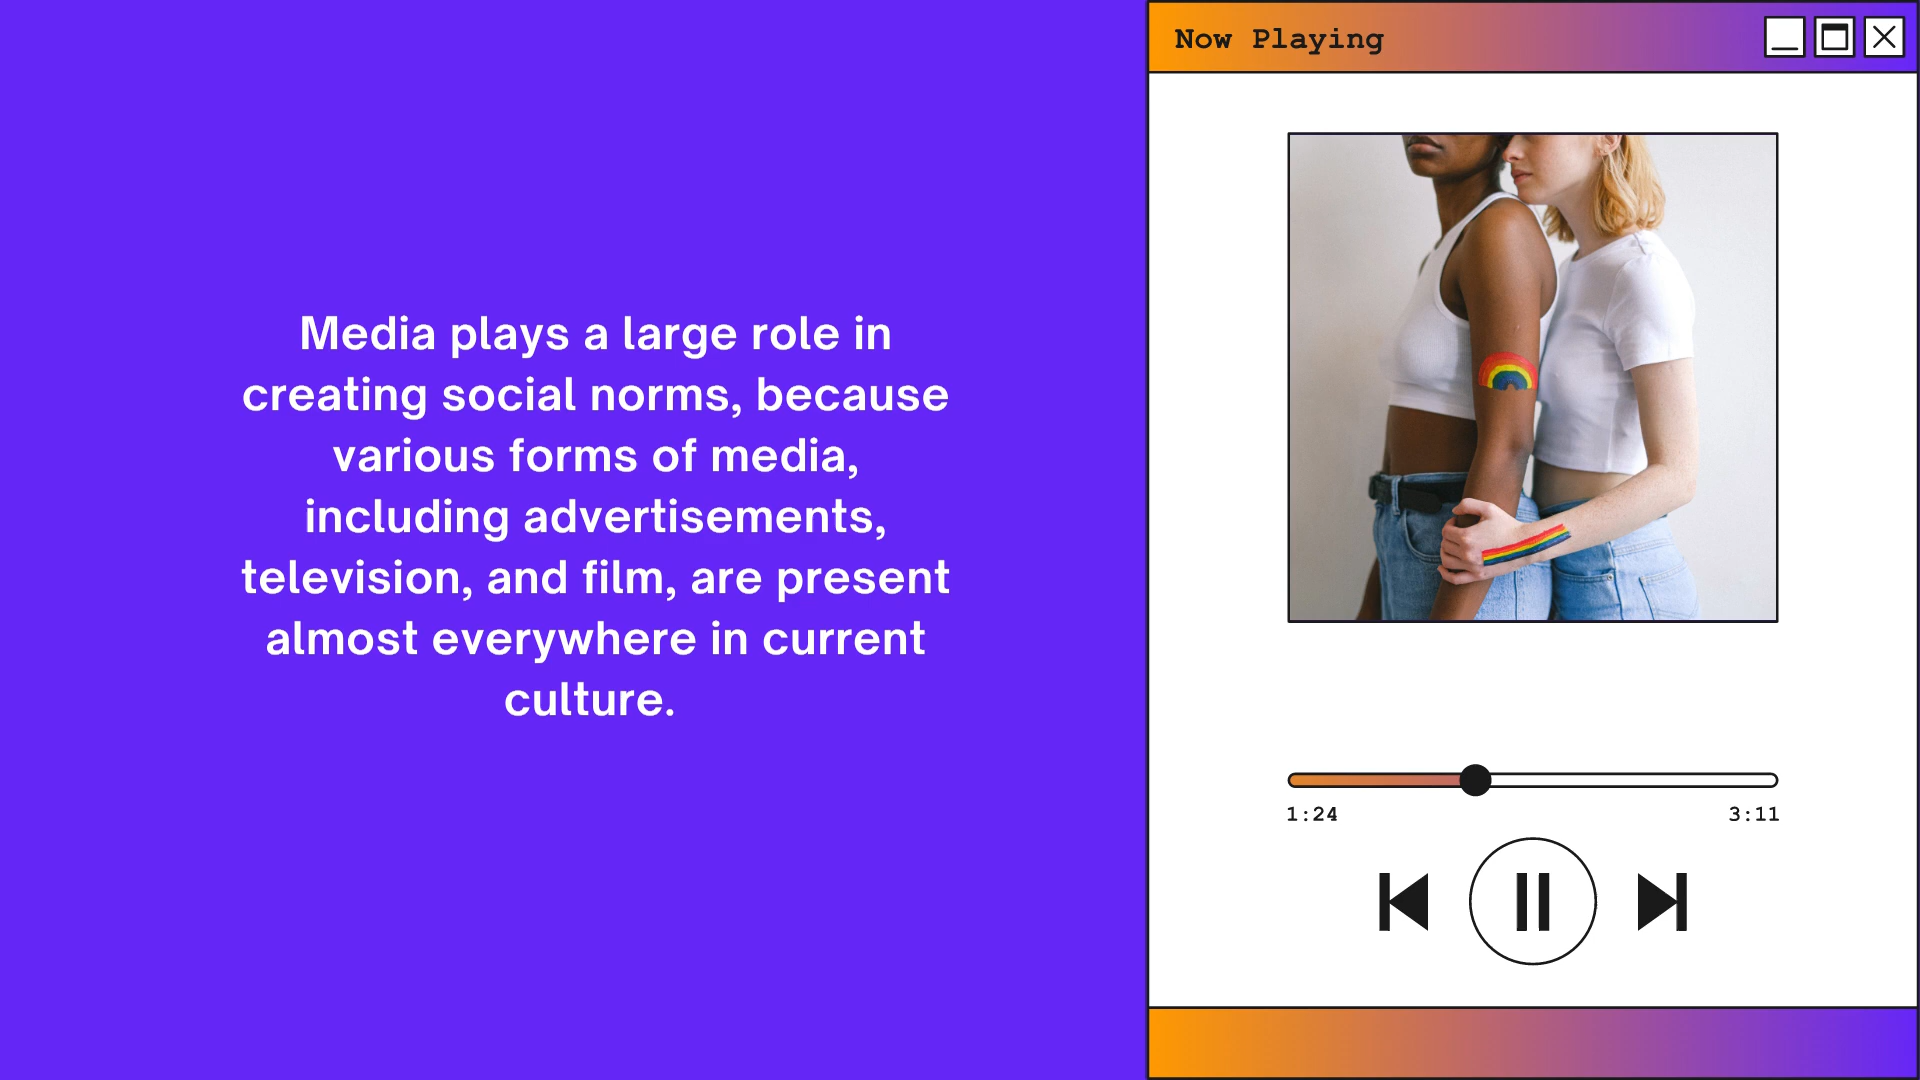 Media plays a large role in
creating social norms, because
various forms of media,
including advertisements,
television, and film, are present
almost everywhere in current
culture.
Now Playing
1:24
3:11